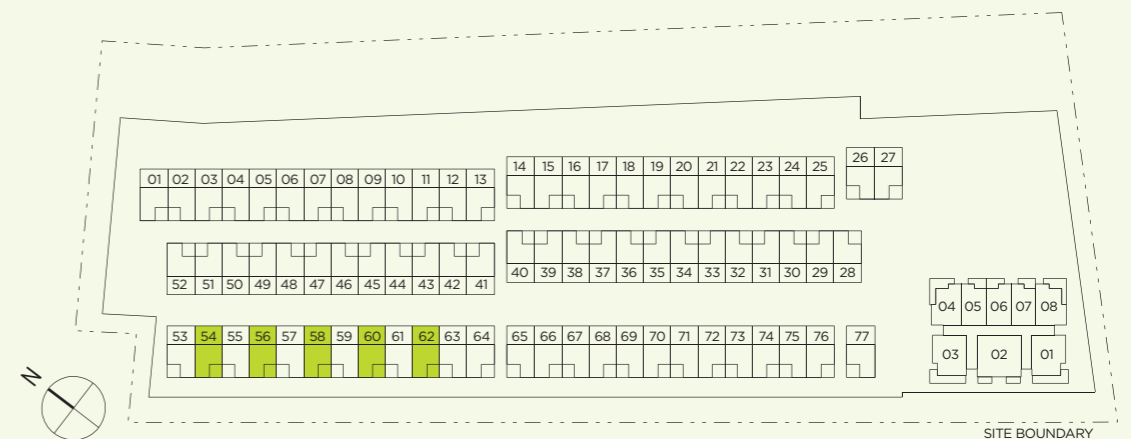 26 27
14 15 16 17 18 19 20 21 22 23 24 25
01 02 03 04 05 06 07 08 09 10 11 12 13
40 39 38 37 36 35 34 33 32 31 30 29 28
52 51 50 49 48 47 46 45 44 43 42 41
04 05 06 07 08
53 54 55 56 57 58 59 60 61 62 63 64 65 66 67 68 69 70 71 72 73 74 75 76 77
03 02 01
N
SITE BOUNDARY